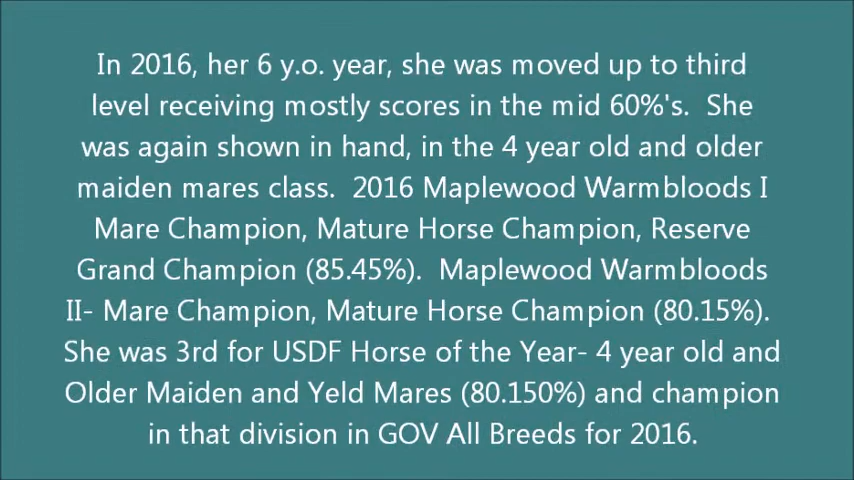 In 2016, her 6 y.o. year, she was moved up to third
level receiving mostly scores in the mid 60%'s.  She
was again shown in hand, in the 4 year old and older
maiden mares class.  2016 Maplewood Warmbloods I
Mare Champion, Mature Horse Champion, Reserve
Grand Champion (85.45%).  Maplewood Warmbloods
II- Mare Champion, Mature Horse Champion (80.15%).
She was 3rd for USDF Horse of the Year- 4 year old and
Older Maiden and Yeld Mares (80.150%) and champion
in that division in GOV All Breeds for 2016.